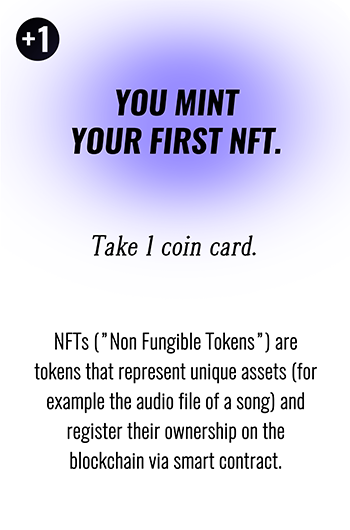 +1
YOU MINT
YOUR FIRST NFT.
Take 1 coin card.
NFTs (”Non Fungible Tokens”) are
tokens that represent unique assets (for
example the audio file of a song) and
register their ownership on the
blockchain via smart contract.